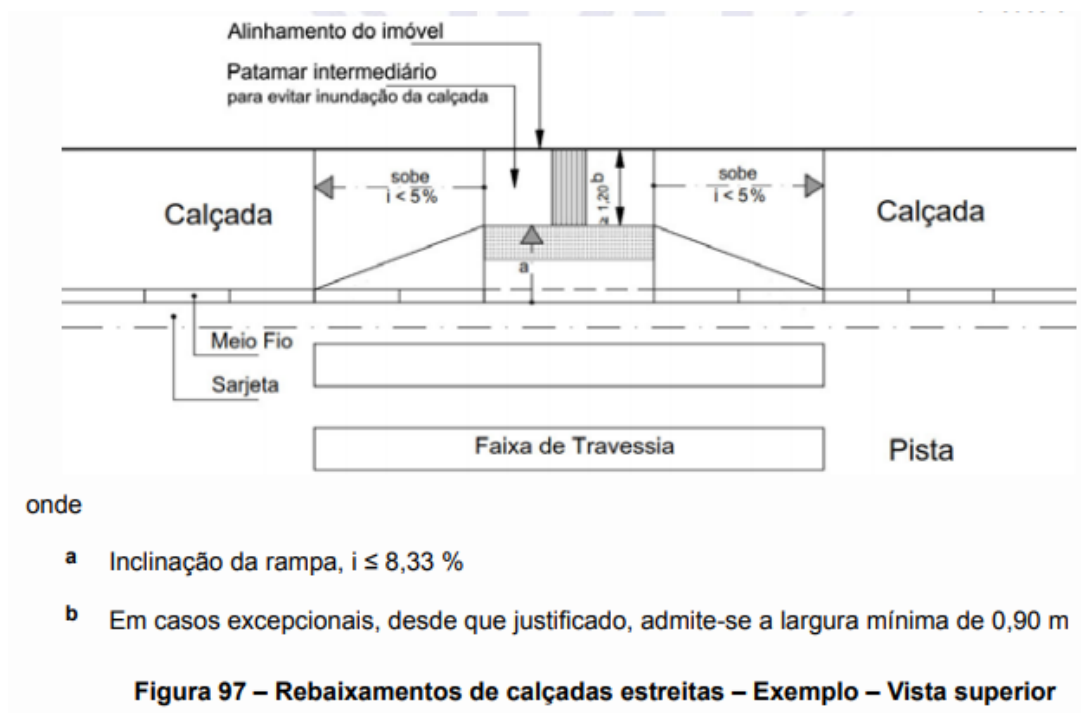 Alinhamento do imóvel
Patamar intermediário
para evitar inundação da calçada
sobe
i < 5%
≥ 1,20 b
sobe
i < 5%
Calçada
Calçada
a
Meio Fio
Sarjeta
Faixa de Travessia
Pista
onde
a Inclinação da rampa, i ≤ 8,33 %
b Em casos excepcionais, desde que justificado, admite-se a largura mínima de 0,90 m
Figura 97 – Rebaixamentos de calçadas estreitas – Exemplo – Vista superior